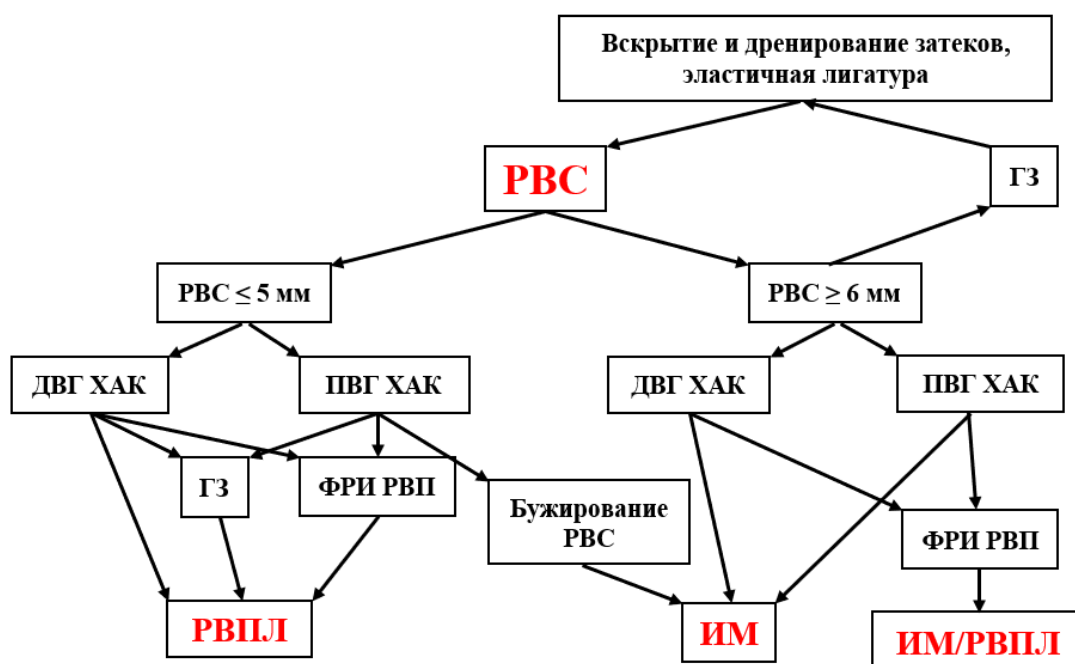 Вскрытие и дренирование затеков,
эластичная лигатура
РВС
ГЗ
РВС ≤ 5 мм
РВС ≥ 6 мм
ДВГ ХАК
ПВГ ХАК
ДВГ ХАК
ПВГ ХАК
ГЗ
ФРИ РВП
Бужирование
РВС
ФРИ РВП
РВПЛ
ИМ
ИМ/РВПЛ